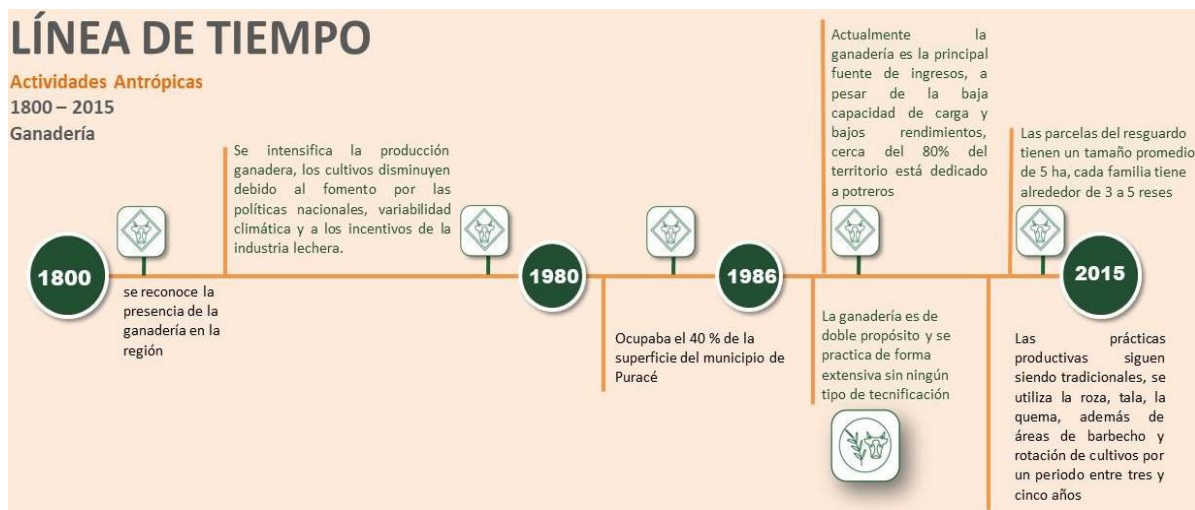 LÍNEA DE TIEMPO
Actividades Antrópicas
1800 – 2015
Ganadería
1800
se reconoce la
presencia de la
ganadería en la
región
Se intensifica la producción
ganadera, los cultivos disminuyen
debido al fomento por las
políticas nacionales, variabilidad
climática y a los incentivos de la
industria lechera.
1980
Ocupaba el 40 % de la
superficie del municipio de
Puracé
1986
Actualmente la
ganadería es la principal
fuente de ingresos, a
pesar de la baja
capacidad de carga y
bajos rendimientos,
cerca del 80% del
territorio está dedicado
a potreros
La ganadería es de
doble propósito y se
practica de forma
extensiva sin ningún
tipo de tecnificación
Las parcelas del resguardo
tienen un tamaño promedio
de 5 ha, cada familia tiene
alrededor de 3 a 5 reses
2015
Las prácticas
productivas siguen
siendo tradicionales, se
utiliza la roza, tala, la
quema, además de
áreas de barbecho y
rotación de cultivos por
un periodo entre tres y
cinco años